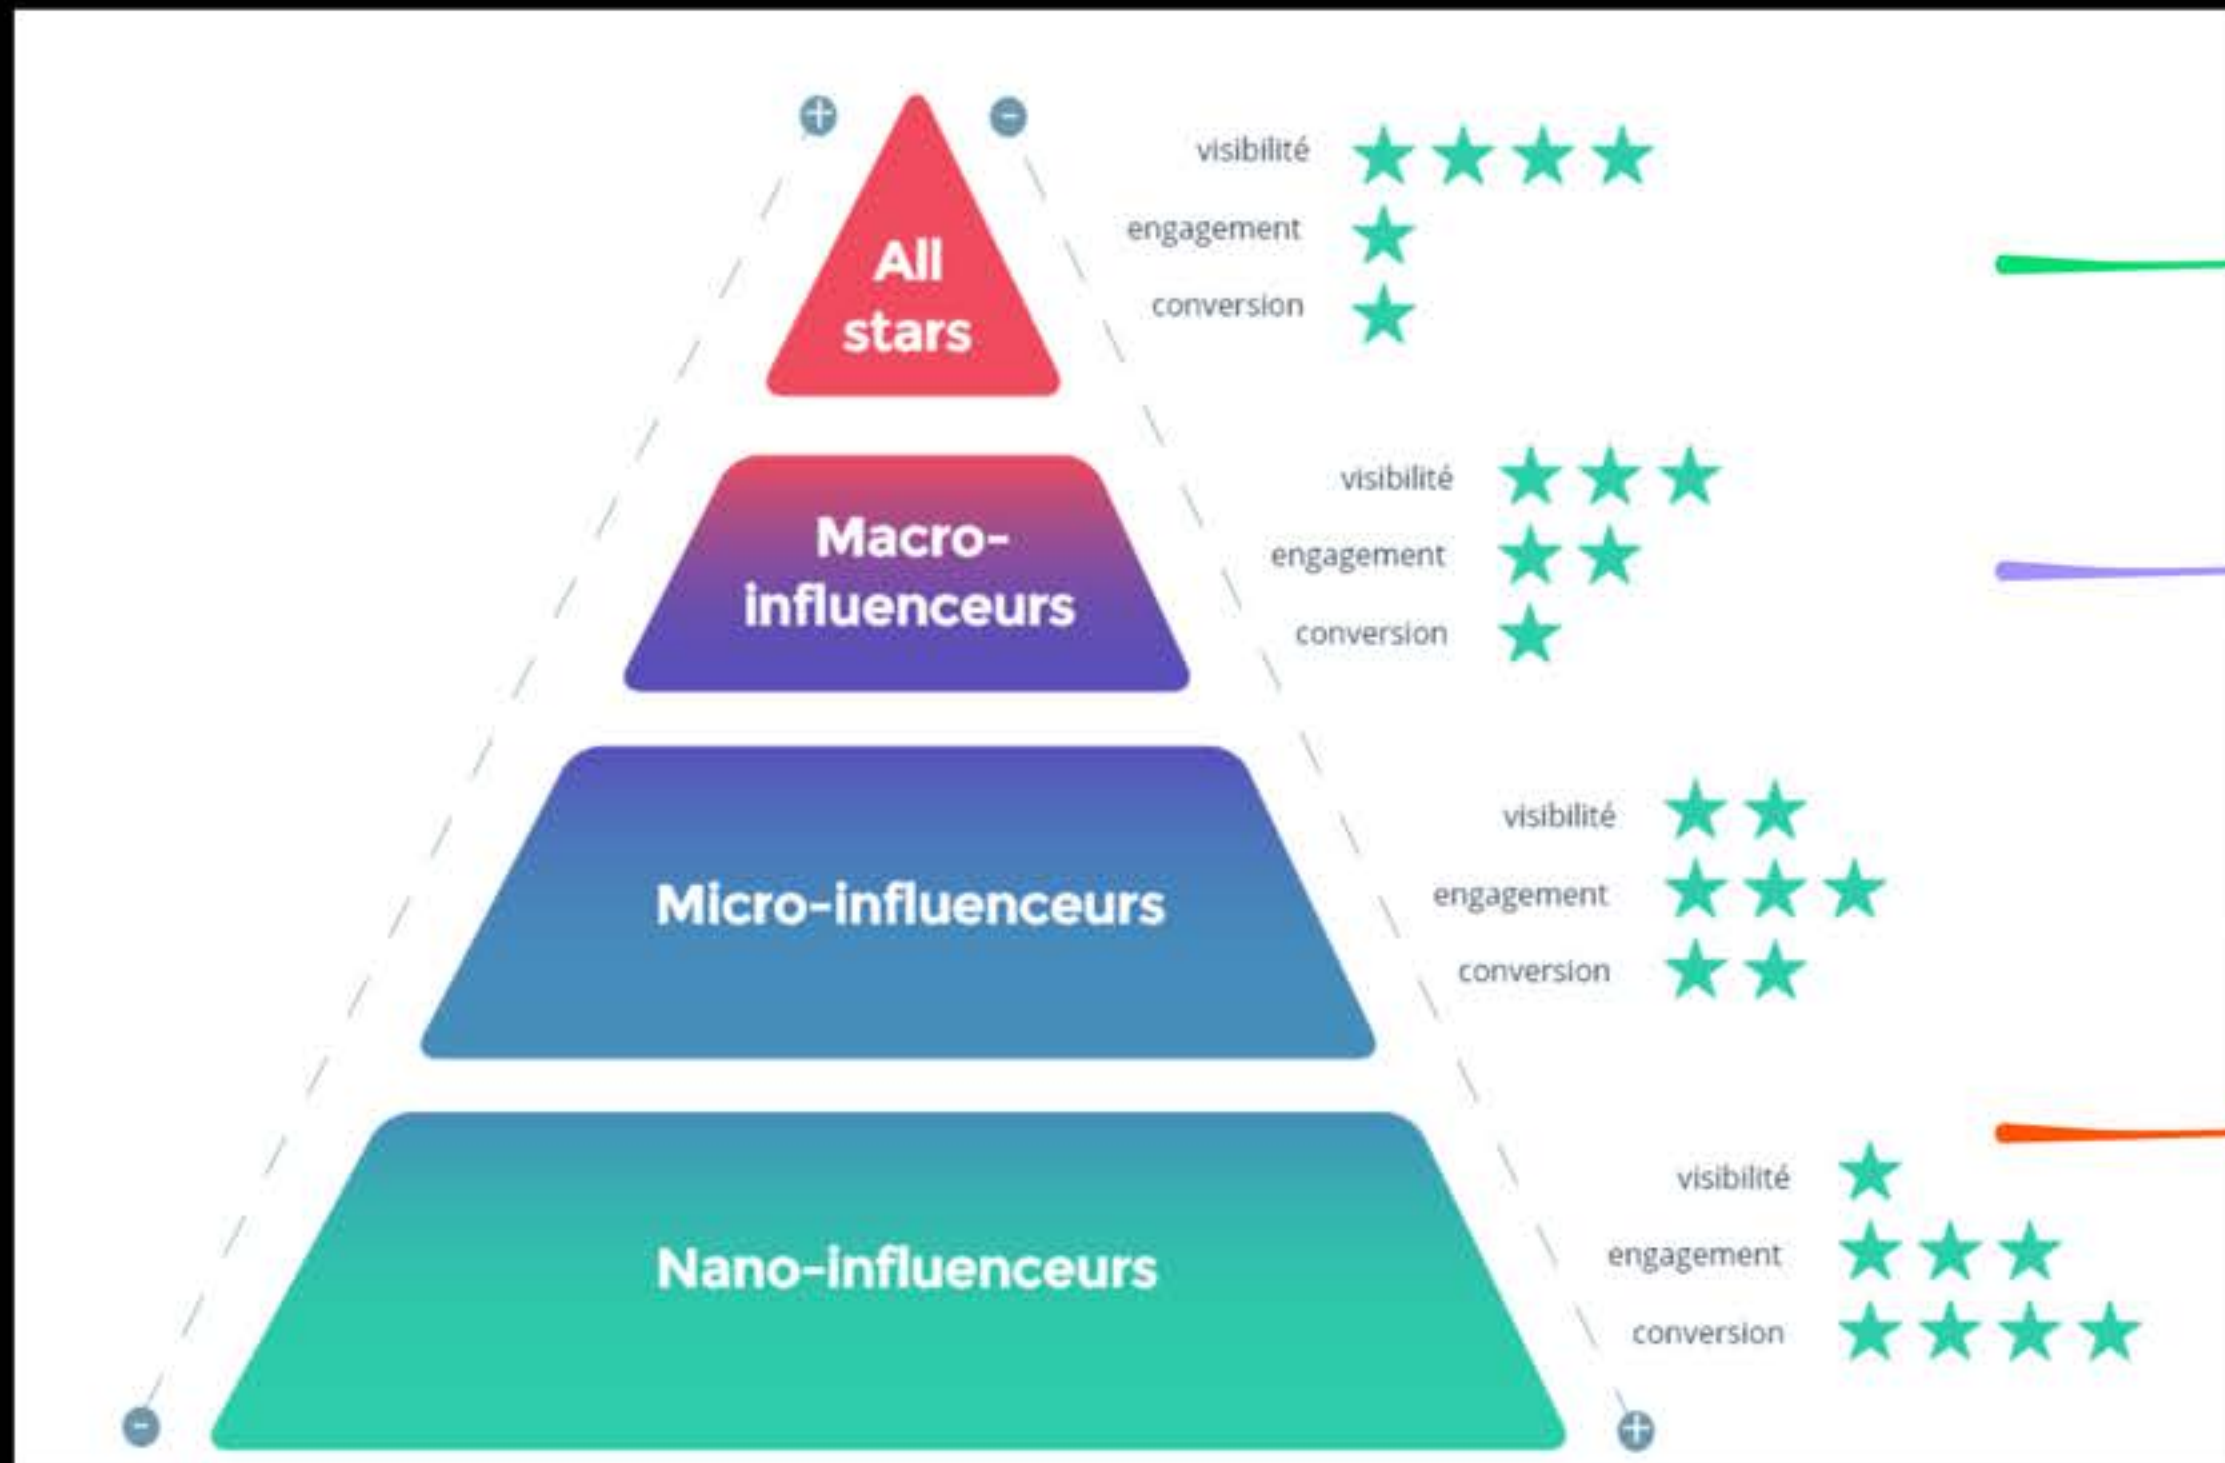 All
stars
visibilité
engagement
conversion
Macro-
influenceurs
visibilité
engagement
conversion
Micro-influenceurs
visibilité
engagement
conversion
Nano-influenceurs
visibilité
engagement
conversion